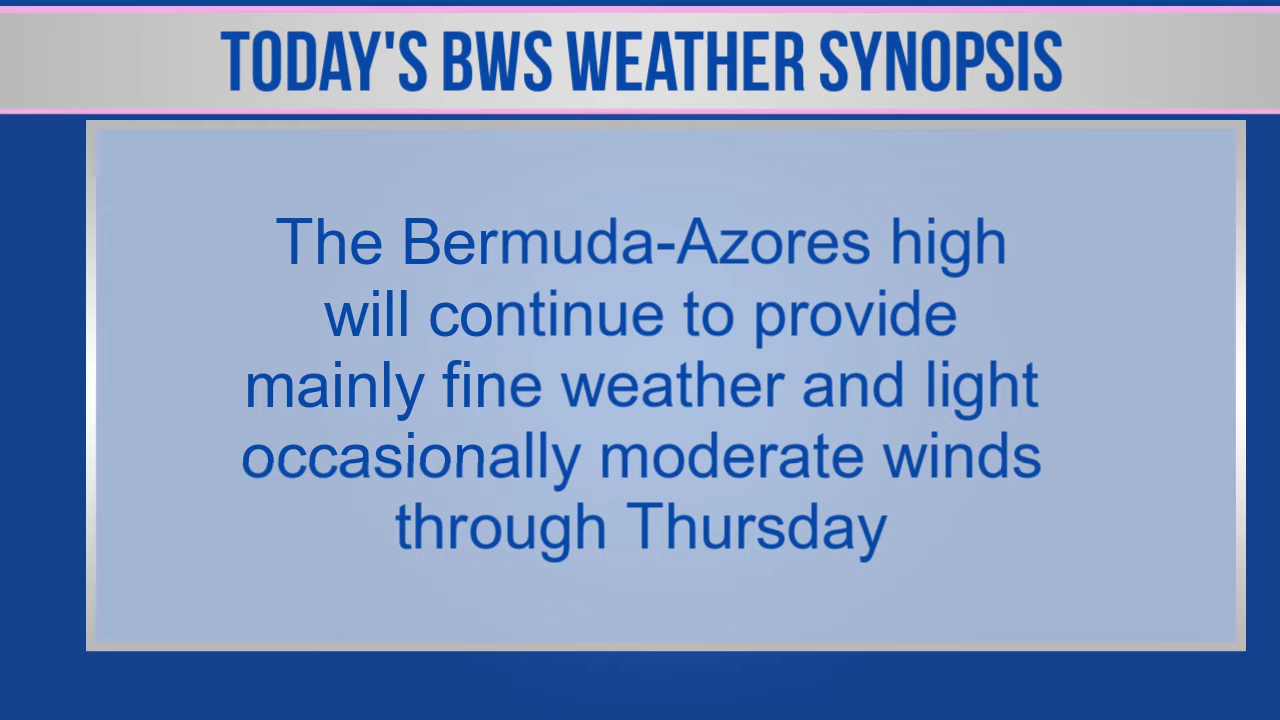 TODAY'S BWS WEATHER SYNOPSIS
The Bermuda-Azores high
will continue to provide
mainly fine weather and light
occasionally moderate winds
through Thursday